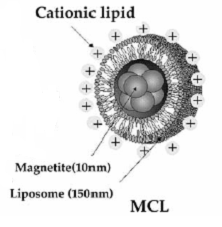 Cationic lipid
Magnetite(10nm)
Liposome (150nm)
MCL